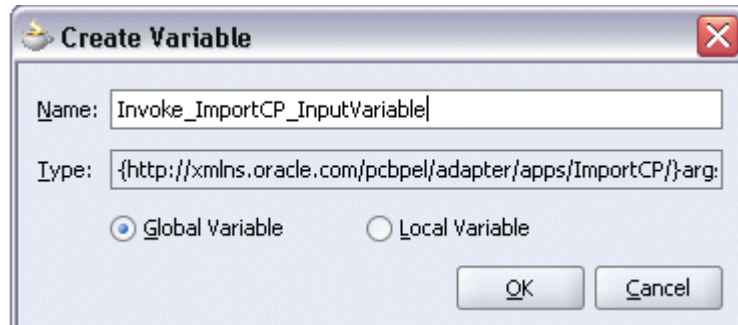 Create Variable
Name: Invoke_ImportCP_InputVariable
Type: {http://xmlns.oracle.com/pcbpel/adapter/apps/ImportCP/}arg:
Global Variable Local Variable
OK Cancel